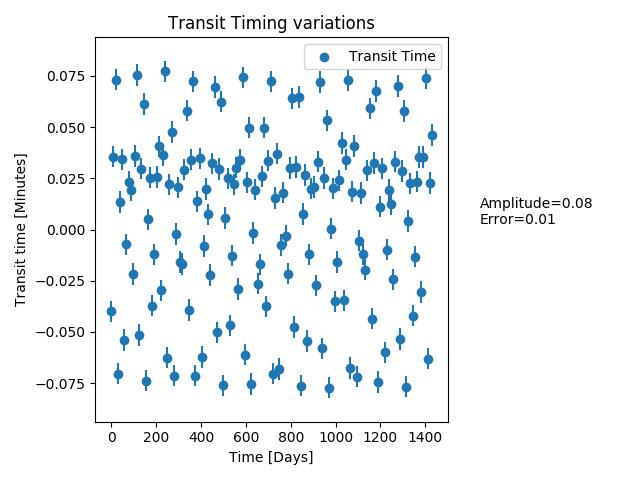 Transit Timing variations
Transit Time
0.075
0.050
0.025
0.000
−0.025
−0.050
−0.075
Transit time [Minutes]
0
200
400
600
800
1000
1200
1400
Time [Days]
Amplitude=0.08
Error=0.01